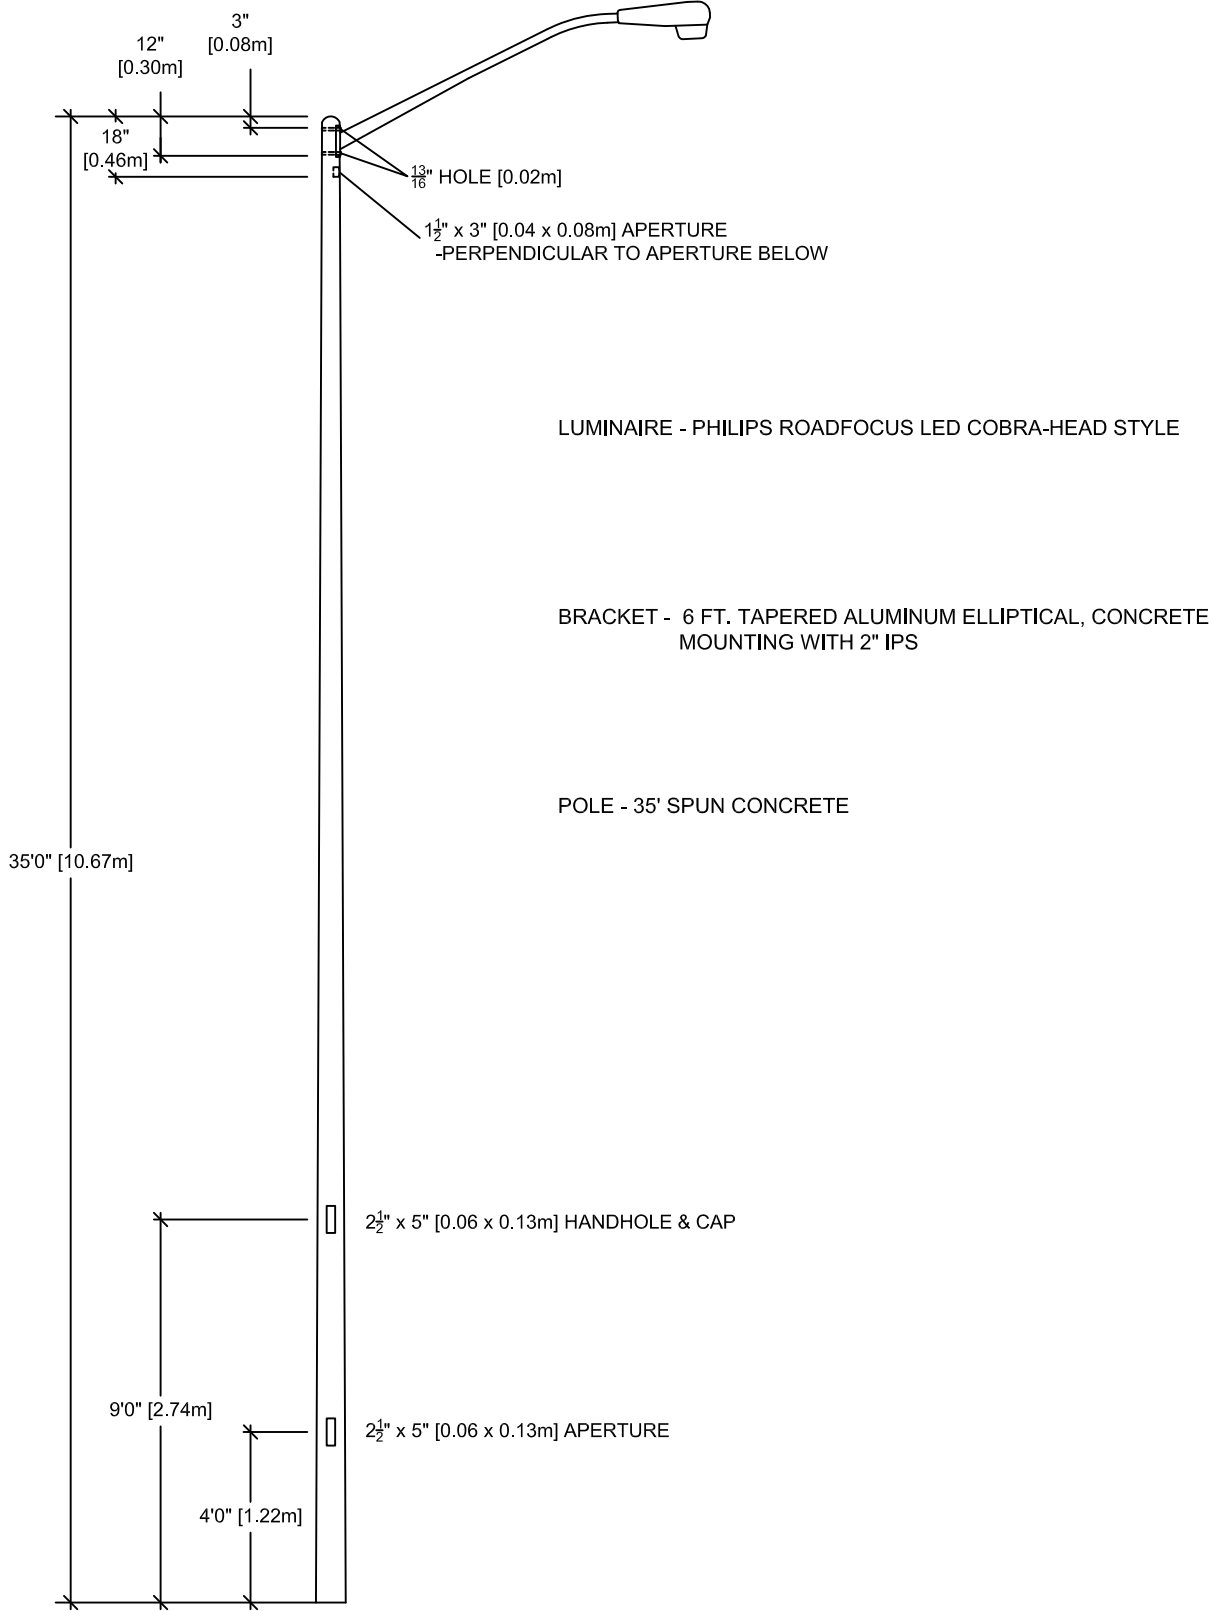 3"
[0.08m]
12"
[0.30m]
18"
[0.46m]
13/16" HOLE [0.02m]
1 1/2" x 3" [0.04 x 0.08m] APERTURE
-PERPENDICULAR TO APERTURE BELOW
LUMINAIRE - PHILIPS ROADFOCUS LED COBRA-HEAD STYLE
BRACKET - 6 FT. TAPERED ALUMINUM ELLIPTICAL, CONCRETE
MOUNTING WITH 2" IPS
POLE - 35' SPUN CONCRETE
35'0" [10.67m]
2 1/2" x 5" [0.06 x 0.13m] HANDHOLE & CAP
9'0" [2.74m]
2 1/2" x 5" [0.06 x 0.13m] APERTURE
4'0" [1.22m]